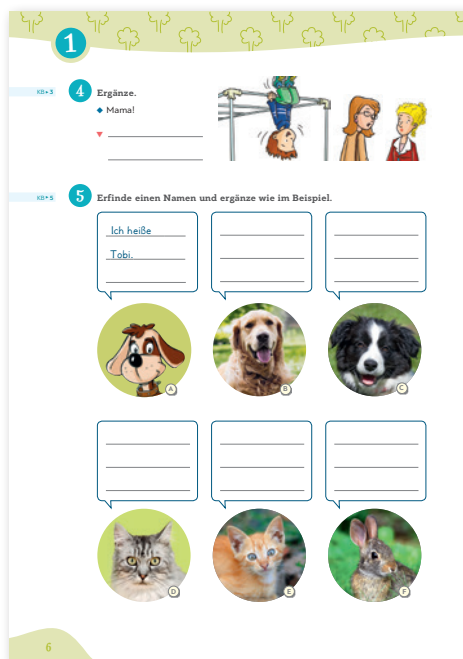 1
KB▸3
4
Ergänze.
◆ Mama!
▼
KB▸5
5
Erfinde einen Namen und ergänze wie im Beispiel.
Ich heiße
Tobi.
A
B
C
D
E
F
6